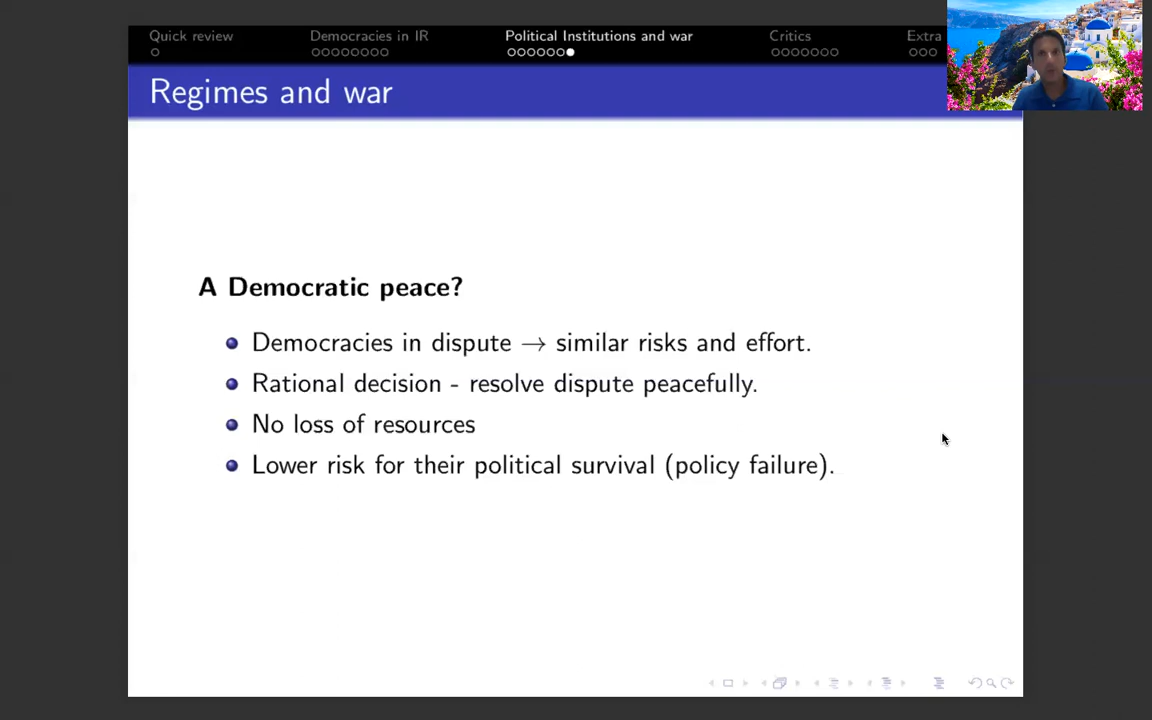 Quick review
Democracies in IR
Political Institutions and war
Critics
Extra
Regimes and war
A Democratic peace?
Democracies in dispute → similar risks and effort.
Rational decision - resolve dispute peacefully.
No loss of resources
Lower risk for their political survival (policy failure).